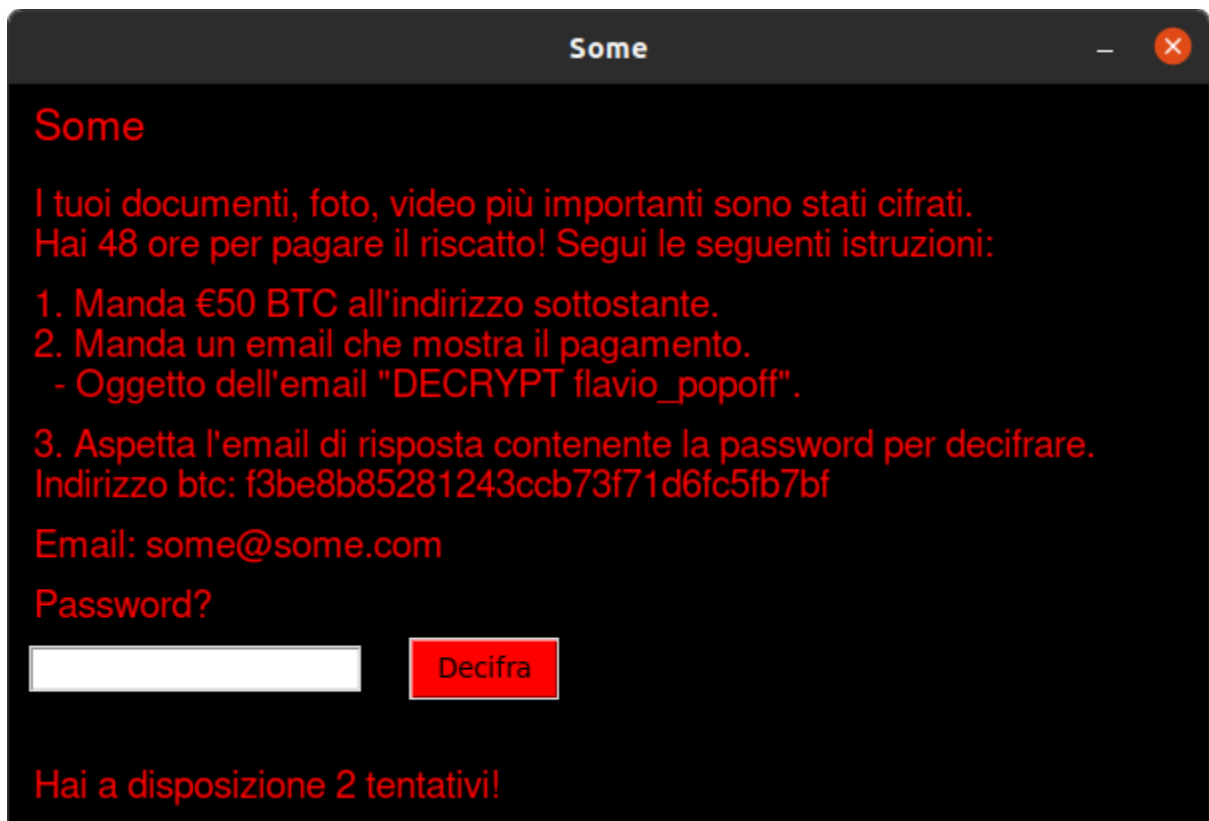 Some
Some
I tuoi documenti, foto, video più importanti sono stati cifrati.
Hai 48 ore per pagare il riscatto! Segui le seguenti istruzioni:
1. Manda €50 BTC all'indirizzo sottostante.
2. Manda un email che mostra il pagamento.
- Oggetto dell'email "DECRYPT flavio_popoff".
3. Aspetta l'email di risposta contenente la password per decifrare.
Indirizzo btc: f3be8b85281243ccb73f71d6fc5fb7bf
Email: some@some.com
Password?
Decifra
Hai a disposizione 2 tentativi!